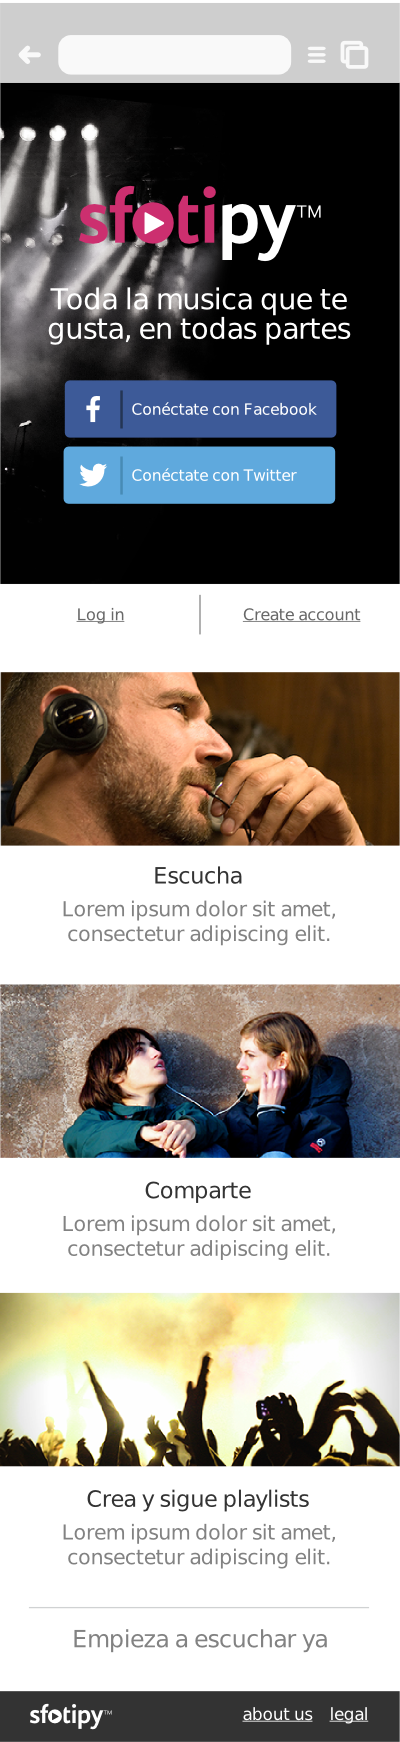 sfotipy™
Toda la musica que te
gusta, en todas partes
Conéctate con Facebook
Conéctate con Twitter
Log in
Create account
Escucha
Lorem ipsum dolor sit amet,
consectetur adipiscing elit.
Comparte
Lorem ipsum dolor sit amet,
consectetur adipiscing elit.
Crea y sigue playlists
Lorem ipsum dolor sit amet,
consectetur adipiscing elit.
Empieza a escuchar ya
sfotipy™ about us legal